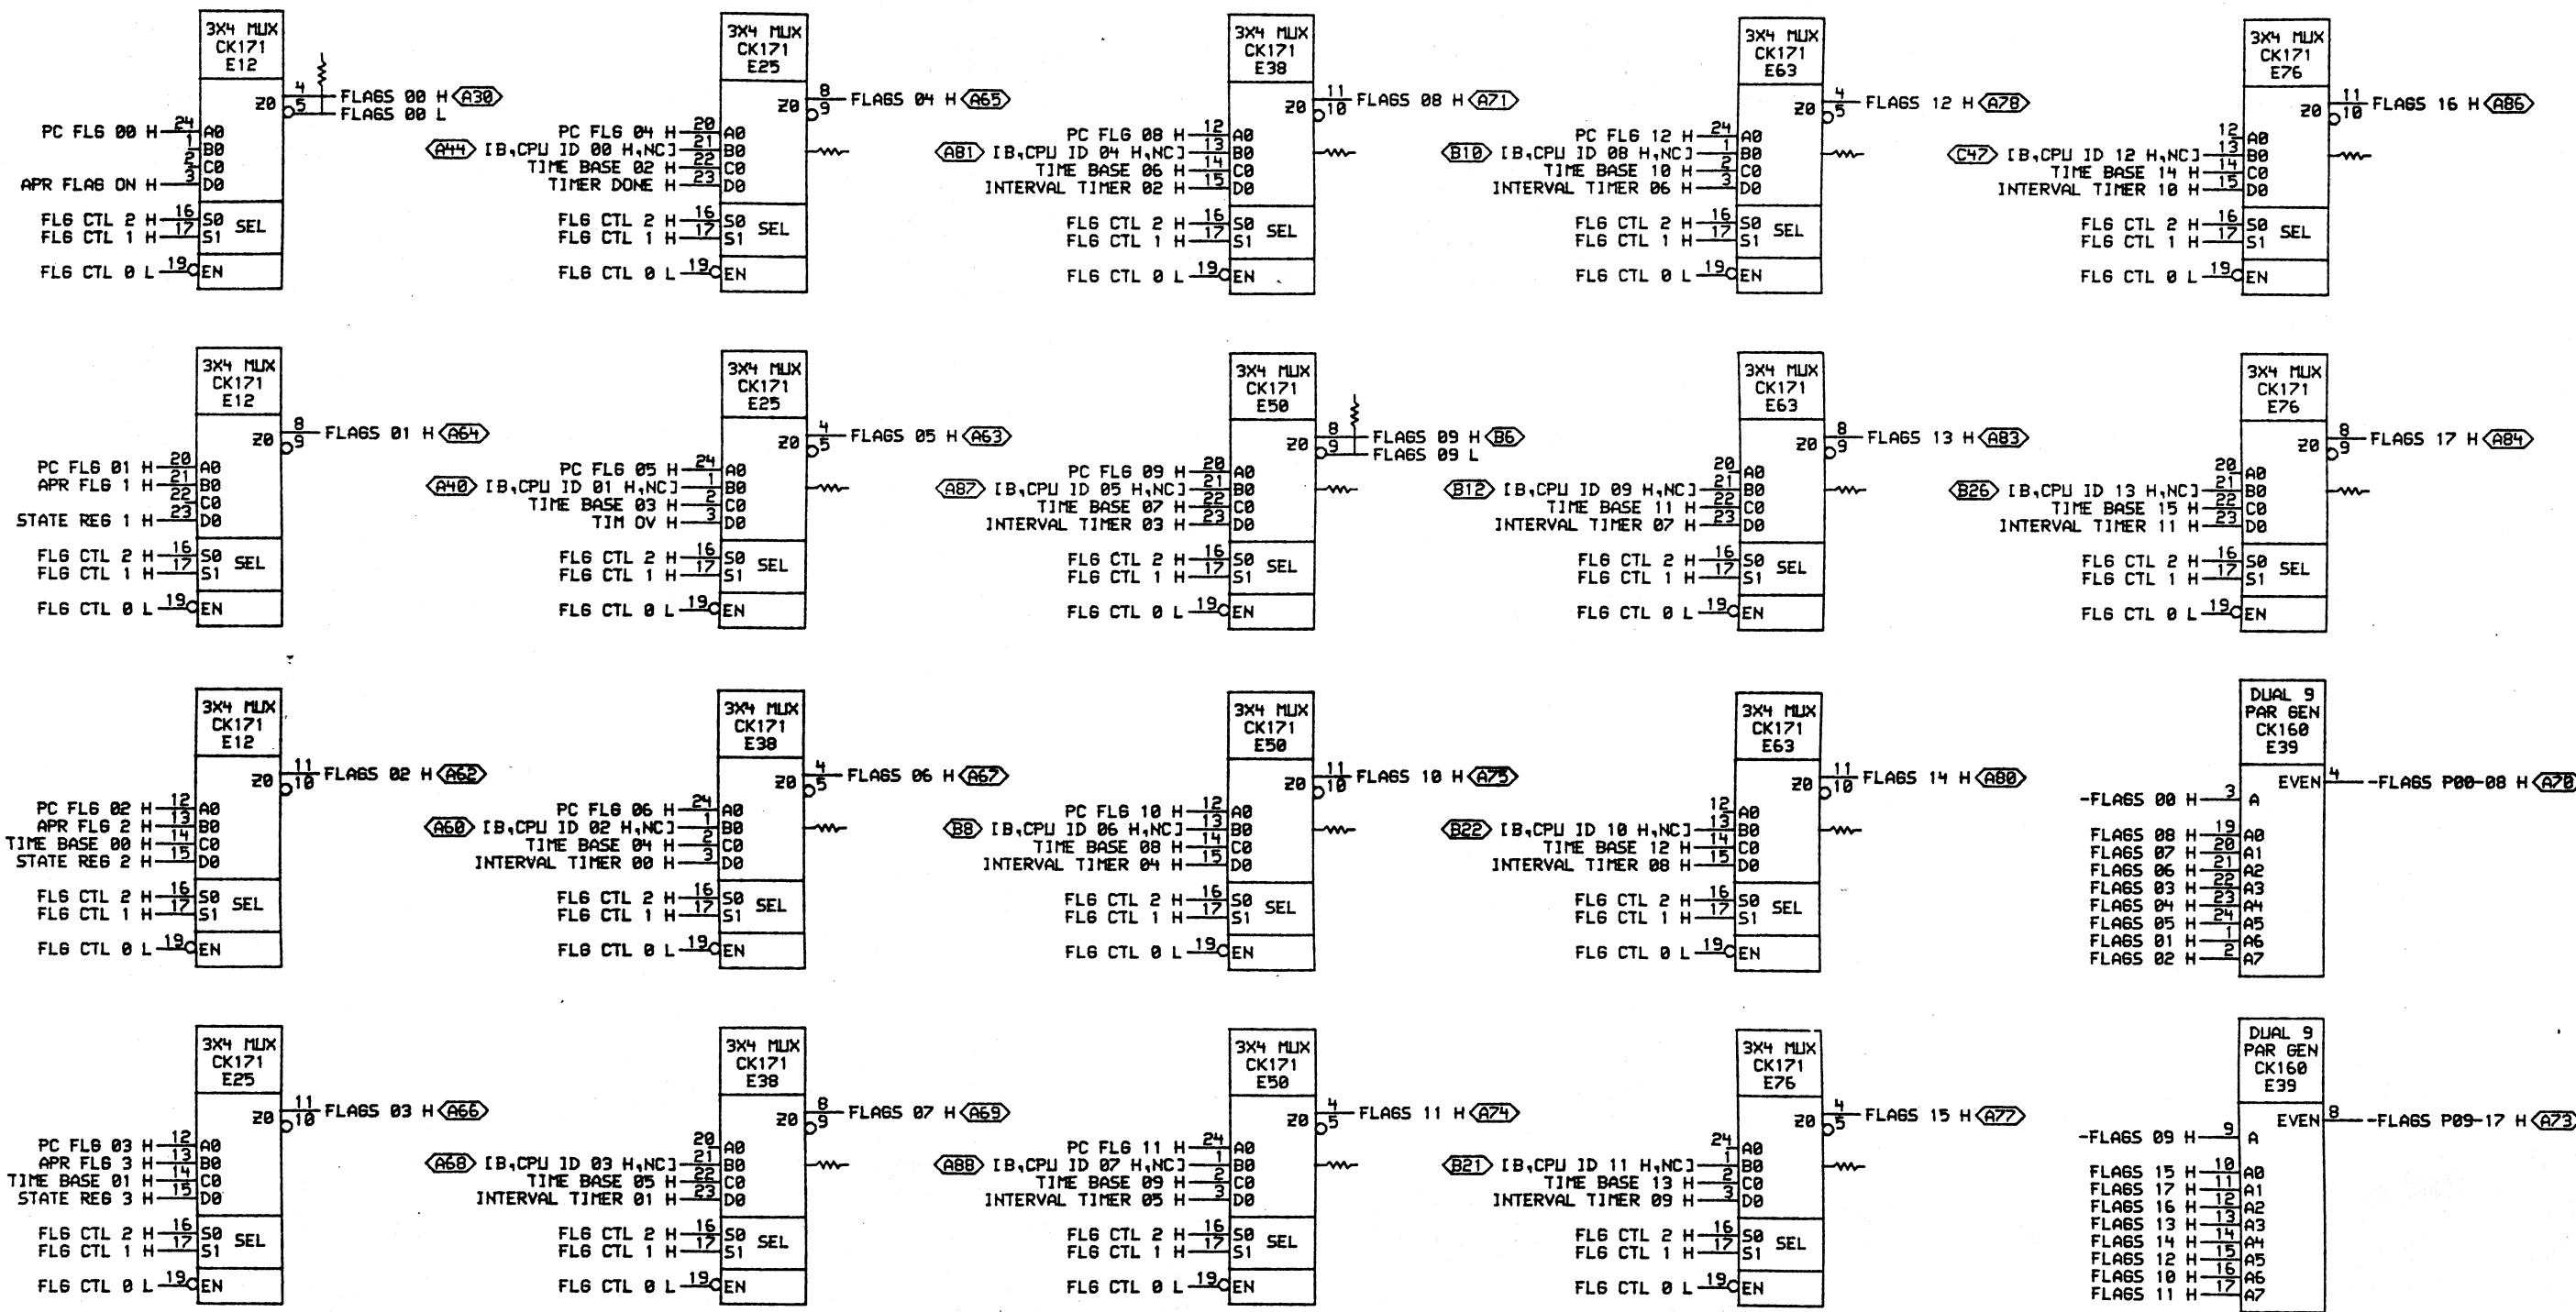 3X4 MUX
CK171
E12
Z0
4
5
FLAGS 00 H A30
FLAGS 00 L
PC FLG 00 H 24 A0
1 B0
2 C0
APR FLAG ON H 3 D0
FLG CTL 2 H 16 S0
FLG CTL 1 H 17 S1
SEL
FLG CTL 0 L 19 EN
3X4 MUX
CK171
E25
Z0
8
9
FLAGS 04 H A65
PC FLG 04 H 20 A0
A44 [B,CPU ID 00 H,NC] 21 B0
TIME BASE 02 H 22 C0
TIMER DONE H 23 D0
FLG CTL 2 H 16 S0
FLG CTL 1 H 17 S1
SEL
FLG CTL 0 L 19 EN
3X4 MUX
CK171
E38
Z0
11
10
FLAGS 08 H A71
PC FLG 08 H 12 A0
A81 [B,CPU ID 04 H,NC] 13 B0
TIME BASE 06 H 14 C0
INTERVAL TIMER 02 H 15 D0
FLG CTL 2 H 16 S0
FLG CTL 1 H 17 S1
SEL
FLG CTL 0 L 19 EN
3X4 MUX
CK171
E63
Z0
4
5
FLAGS 12 H A78
PC FLG 12 H 24 A0
B10 [B,CPU ID 08 H,NC] 1 B0
TIME BASE 10 H 2 C0
INTERVAL TIMER 06 H 3 D0
FLG CTL 2 H 16 S0
FLG CTL 1 H 17 S1
SEL
FLG CTL 0 L 19 EN
3X4 MUX
CK171
E76
Z0
11
10
FLAGS 16 H A86
12 A0
C47 [B,CPU ID 12 H,NC] 13 B0
TIME BASE 14 H 14 C0
INTERVAL TIMER 10 H 15 D0
FLG CTL 2 H 16 S0
FLG CTL 1 H 17 S1
SEL
FLG CTL 0 L 19 EN
3X4 MUX
CK171
E12
Z0
8
9
FLAGS 01 H A64
PC FLG 01 H 20 A0
APR FLG 1 H 21 B0
22 C0
STATE REG 1 H 23 D0
FLG CTL 2 H 16 S0
FLG CTL 1 H 17 S1
SEL
FLG CTL 0 L 19 EN
3X4 MUX
CK171
E25
Z0
4
5
FLAGS 05 H A63
PC FLG 05 H 24 A0
A40 [B,CPU ID 01 H,NC] 1 B0
TIME BASE 03 H 2 C0
TIM OV H 3 D0
FLG CTL 2 H 16 S0
FLG CTL 1 H 17 S1
SEL
FLG CTL 0 L 19 EN
3X4 MUX
CK171
E50
Z0
8
9
FLAGS 09 H B6
FLAGS 09 L
PC FLG 09 H 20 A0
A87 [B,CPU ID 05 H,NC] 21 B0
TIME BASE 07 H 22 C0
INTERVAL TIMER 03 H 23 D0
FLG CTL 2 H 16 S0
FLG CTL 1 H 17 S1
SEL
FLG CTL 0 L 19 EN
3X4 MUX
CK171
E63
Z0
8
9
FLAGS 13 H A83
20 A0
B12 [B,CPU ID 09 H,NC] 21 B0
TIME BASE 11 H 22 C0
INTERVAL TIMER 07 H 23 D0
FLG CTL 2 H 16 S0
FLG CTL 1 H 17 S1
SEL
FLG CTL 0 L 19 EN
3X4 MUX
CK171
E76
Z0
8
9
FLAGS 17 H A84
20 A0
B26 [B,CPU ID 13 H,NC] 21 B0
TIME BASE 15 H 22 C0
INTERVAL TIMER 11 H 23 D0
FLG CTL 2 H 16 S0
FLG CTL 1 H 17 S1
SEL
FLG CTL 0 L 19 EN
3X4 MUX
CK171
E12
Z0
11
10
FLAGS 02 H A62
PC FLG 02 H 12 A0
APR FLG 2 H 13 B0
TIME BASE 00 H 14 C0
STATE REG 2 H 15 D0
FLG CTL 2 H 16 S0
FLG CTL 1 H 17 S1
SEL
FLG CTL 0 L 19 EN
3X4 MUX
CK171
E38
Z0
4
5
FLAGS 06 H A67
PC FLG 06 H 24 A0
A60 [B,CPU ID 02 H,NC] 1 B0
TIME BASE 04 H 2 C0
INTERVAL TIMER 00 H 3 D0
FLG CTL 2 H 16 S0
FLG CTL 1 H 17 S1
SEL
FLG CTL 0 L 19 EN
3X4 MUX
CK171
E50
Z0
11
10
FLAGS 10 H A75
PC FLG 10 H 12 A0
B8 [B,CPU ID 06 H,NC] 13 B0
TIME BASE 08 H 14 C0
INTERVAL TIMER 04 H 15 D0
FLG CTL 2 H 16 S0
FLG CTL 1 H 17 S1
SEL
FLG CTL 0 L 19 EN
3X4 MUX
CK171
E63
Z0
11
10
FLAGS 14 H A80
12 A0
B22 [B,CPU ID 10 H,NC] 13 B0
TIME BASE 12 H 14 C0
INTERVAL TIMER 08 H 15 D0
FLG CTL 2 H 16 S0
FLG CTL 1 H 17 S1
SEL
FLG CTL 0 L 19 EN
DUAL 9
PAR GEN
CK160
E39
EVEN 4 -FLAGS P00-08 H A70
-FLAGS 00 H 3 A
FLAGS 08 H 19 A0
FLAGS 07 H 20 A1
FLAGS 06 H 21 A2
FLAGS 03 H 22 A3
FLAGS 04 H 23 A4
FLAGS 05 H 24 A5
FLAGS 01 H 1 A6
FLAGS 02 H 2 A7
3X4 MUX
CK171
E25
Z0
11
10
FLAGS 03 H A66
PC FLG 03 H 12 A0
APR FLG 3 H 13 B0
TIME BASE 01 H 14 C0
STATE REG 3 H 15 D0
FLG CTL 2 H 16 S0
FLG CTL 1 H 17 S1
SEL
FLG CTL 0 L 19 EN
3X4 MUX
CK171
E38
Z0
8
9
FLAGS 07 H A69
20 A0
A68 [B,CPU ID 03 H,NC] 21 B0
TIME BASE 05 H 22 C0
INTERVAL TIMER 01 H 23 D0
FLG CTL 2 H 16 S0
FLG CTL 1 H 17 S1
SEL
FLG CTL 0 L 19 EN
3X4 MUX
CK171
E50
Z0
4
5
FLAGS 11 H A74
PC FLG 11 H 24 A0
A88 [B,CPU ID 07 H,NC] 1 B0
TIME BASE 09 H 2 C0
INTERVAL TIMER 05 H 3 D0
FLG CTL 2 H 16 S0
FLG CTL 1 H 17 S1
SEL
FLG CTL 0 L 19 EN
3X4 MUX
CK171
E76
Z0
4
5
FLAGS 15 H A77
24 A0
B21 [B,CPU ID 11 H,NC] 1 B0
TIME BASE 13 H 2 C0
INTERVAL TIMER 09 H 3 D0
FLG CTL 2 H 16 S0
FLG CTL 1 H 17 S1
SEL
FLG CTL 0 L 19 EN
DUAL 9
PAR GEN
CK160
E39
EVEN 8 -FLAGS P09-17 H A73
-FLAGS 09 H 9 A
FLAGS 15 H 10 A0
FLAGS 17 H 11 A1
FLAGS 16 H 12 A2
FLAGS 13 H 13 A3
FLAGS 14 H 14 A4
FLAGS 12 H 15 A5
FLAGS 10 H 16 A6
FLAGS 11 H 17 A7